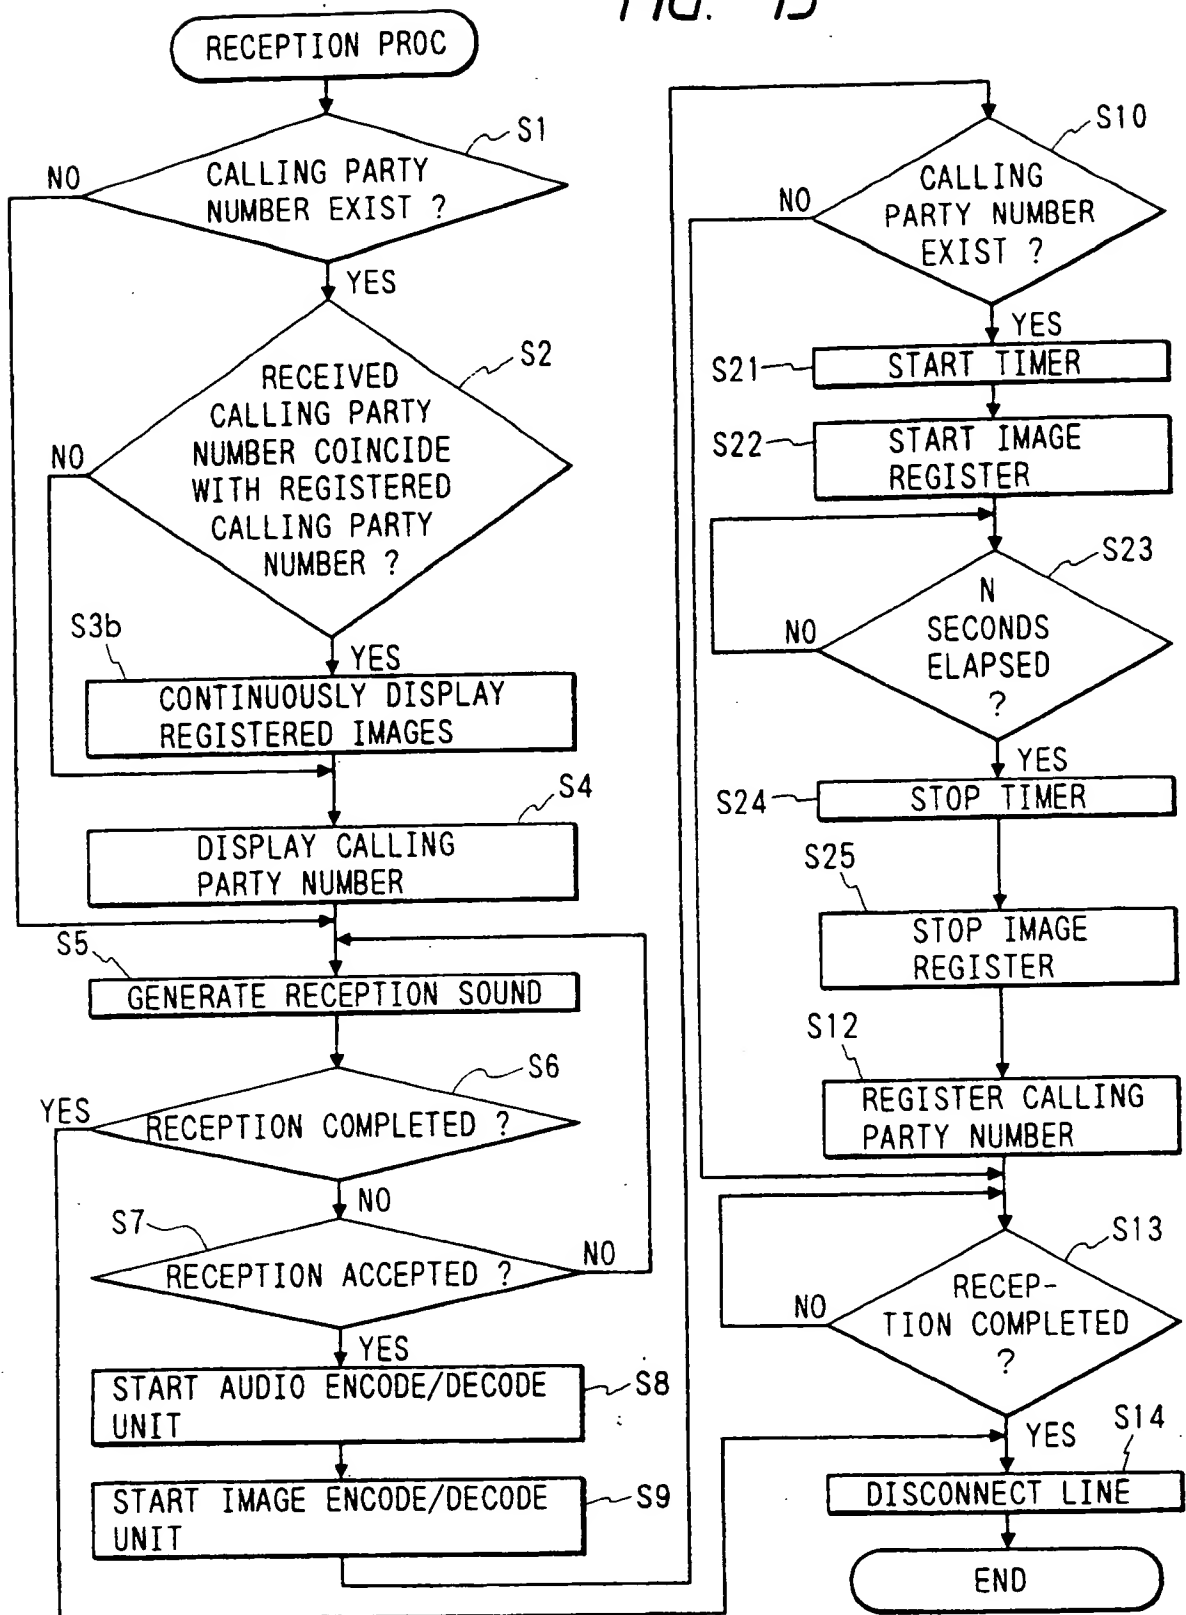 RECEPTION PROC
S1
CALLING PARTY
NUMBER EXIST ?
NO
YES
S2
RECEIVED
CALLING PARTY
NUMBER COINCIDE
WITH REGISTERED
CALLING PARTY
NUMBER ?
NO
YES
S3b
CONTINUOUSLY DISPLAY
REGISTERED IMAGES
S4
DISPLAY CALLING
PARTY NUMBER
S5
GENERATE RECEPTION SOUND
S6
YES
RECEPTION COMPLETED ?
NO
S7
RECEPTION ACCEPTED ?
NO
YES
START AUDIO ENCODE/DECODE
UNIT
S8
START IMAGE ENCODE/DECODE
UNIT
S9
S10
CALLING
PARTY NUMBER
EXIST ?
NO
YES
S21
START TIMER
S22
START IMAGE
REGISTER
S23
N
SECONDS
ELAPSED
?
NO
YES
S24
STOP TIMER
S25
STOP IMAGE
REGISTER
S12
REGISTER CALLING
PARTY NUMBER
S13
RECEP-
TION COMPLETED
?
NO
YES
S14
DISCONNECT LINE
END